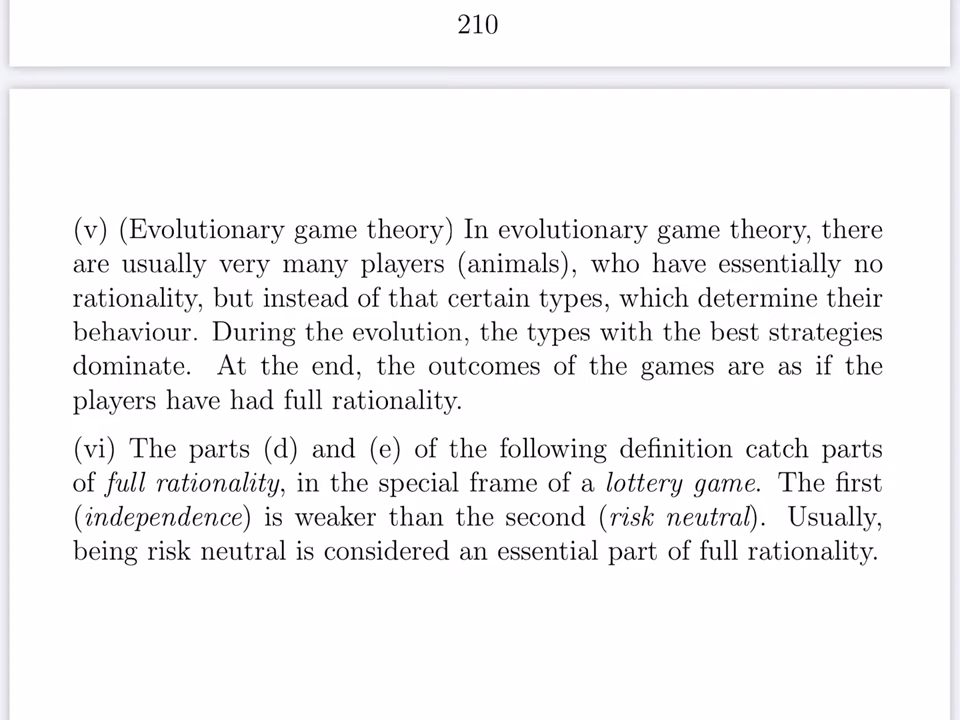 210
(v) (Evolutionary game theory) In evolutionary game theory, there
are usually very many players (animals), who have essentially no
rationality, but instead of that certain types, which determine their
behaviour. During the evolution, the types with the best strategies
dominate. At the end, the outcomes of the games are as if the
players have had full rationality.
(vi) The parts (d) and (e) of the following definition catch parts
of full rationality, in the special frame of a lottery game. The first
(independence) is weaker than the second (risk neutral). Usually,
being risk neutral is considered an essential part of full rationality.